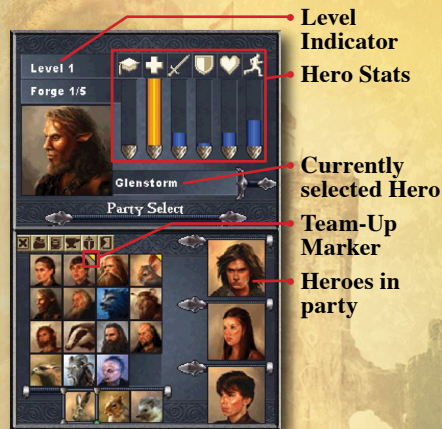 Level
Indicator
Hero Stats
Currently
selected Hero
Team-Up
Marker
Heroes in
party
Level 1
Forge 1/5
Glenstorm
Party Select